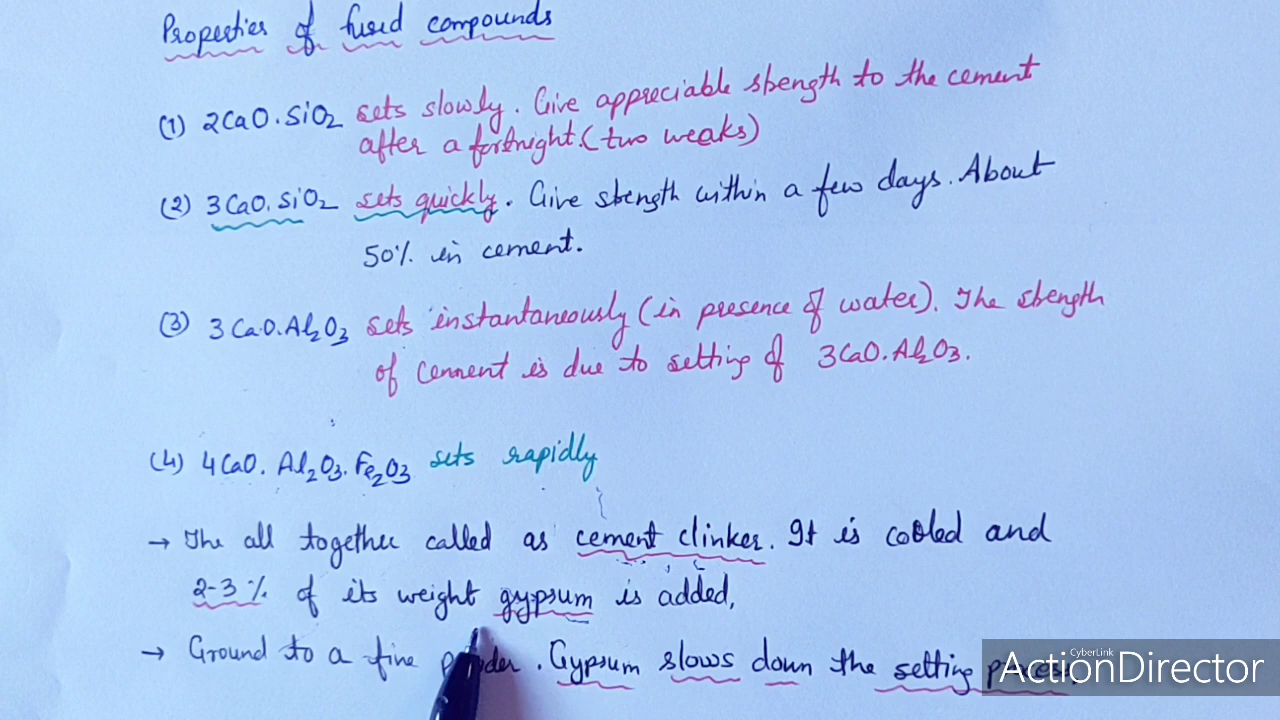 Properties of fused compounds
(1) 2CaO.SiO2 sets slowly. Give appreciable strength to the cement
after a fortnight. (two weaks)
(2) 3CaO.SiO2 sets quickly. Give strength within a few days. About
50% in cement.
(3) 3CaO.Al2O3 sets instantaneously (in presence of water). The strength
of cement is due to setting of 3CaO.Al2O3.
(4) 4CaO.Al2O3.Fe2O3 sets rapidly
→ The all together called as cement clinker. It is cooled and
2-3% of its weight gypsum is added,
→ Ground to a fine powder. Gypsum slows down the setting process
CyberLink
ActionDirector